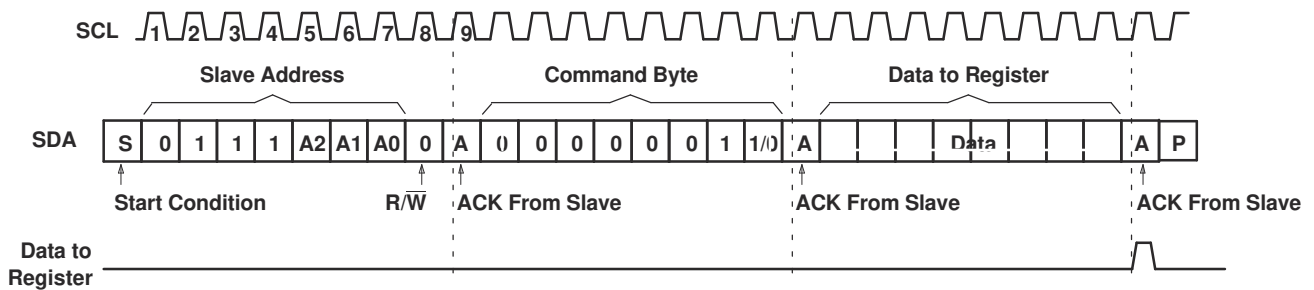 SCL 1 2 3 4 5 6 7 8 9
Slave Address Command Byte Data to Register
SDA S 0 1 1 1 A2 A1 A0 0 A 0 0 0 0 0 0 1 1/0 A Data A P
Start Condition R/W ACK From Slave ACK From Slave ACK From Slave
Data to
Register